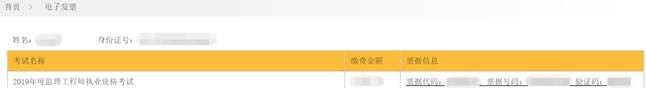 首页 > 电子发票
姓名： 身份证号：
考试名称 缴费金额 票据信息
2019年度监理工程师执业资格考试 票据代码： 票据号码： 验证码：